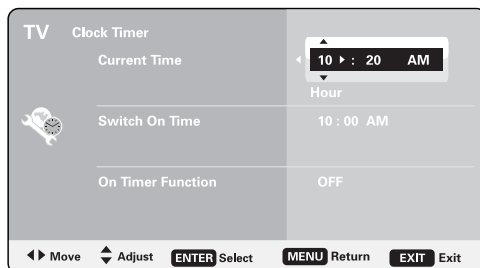 TV Clock Timer
Current Time 10 : 20 AM
Hour
Switch On Time 10 : 00 AM
On Timer Function OFF
Move Adjust ENTER Select MENU Return EXIT Exit